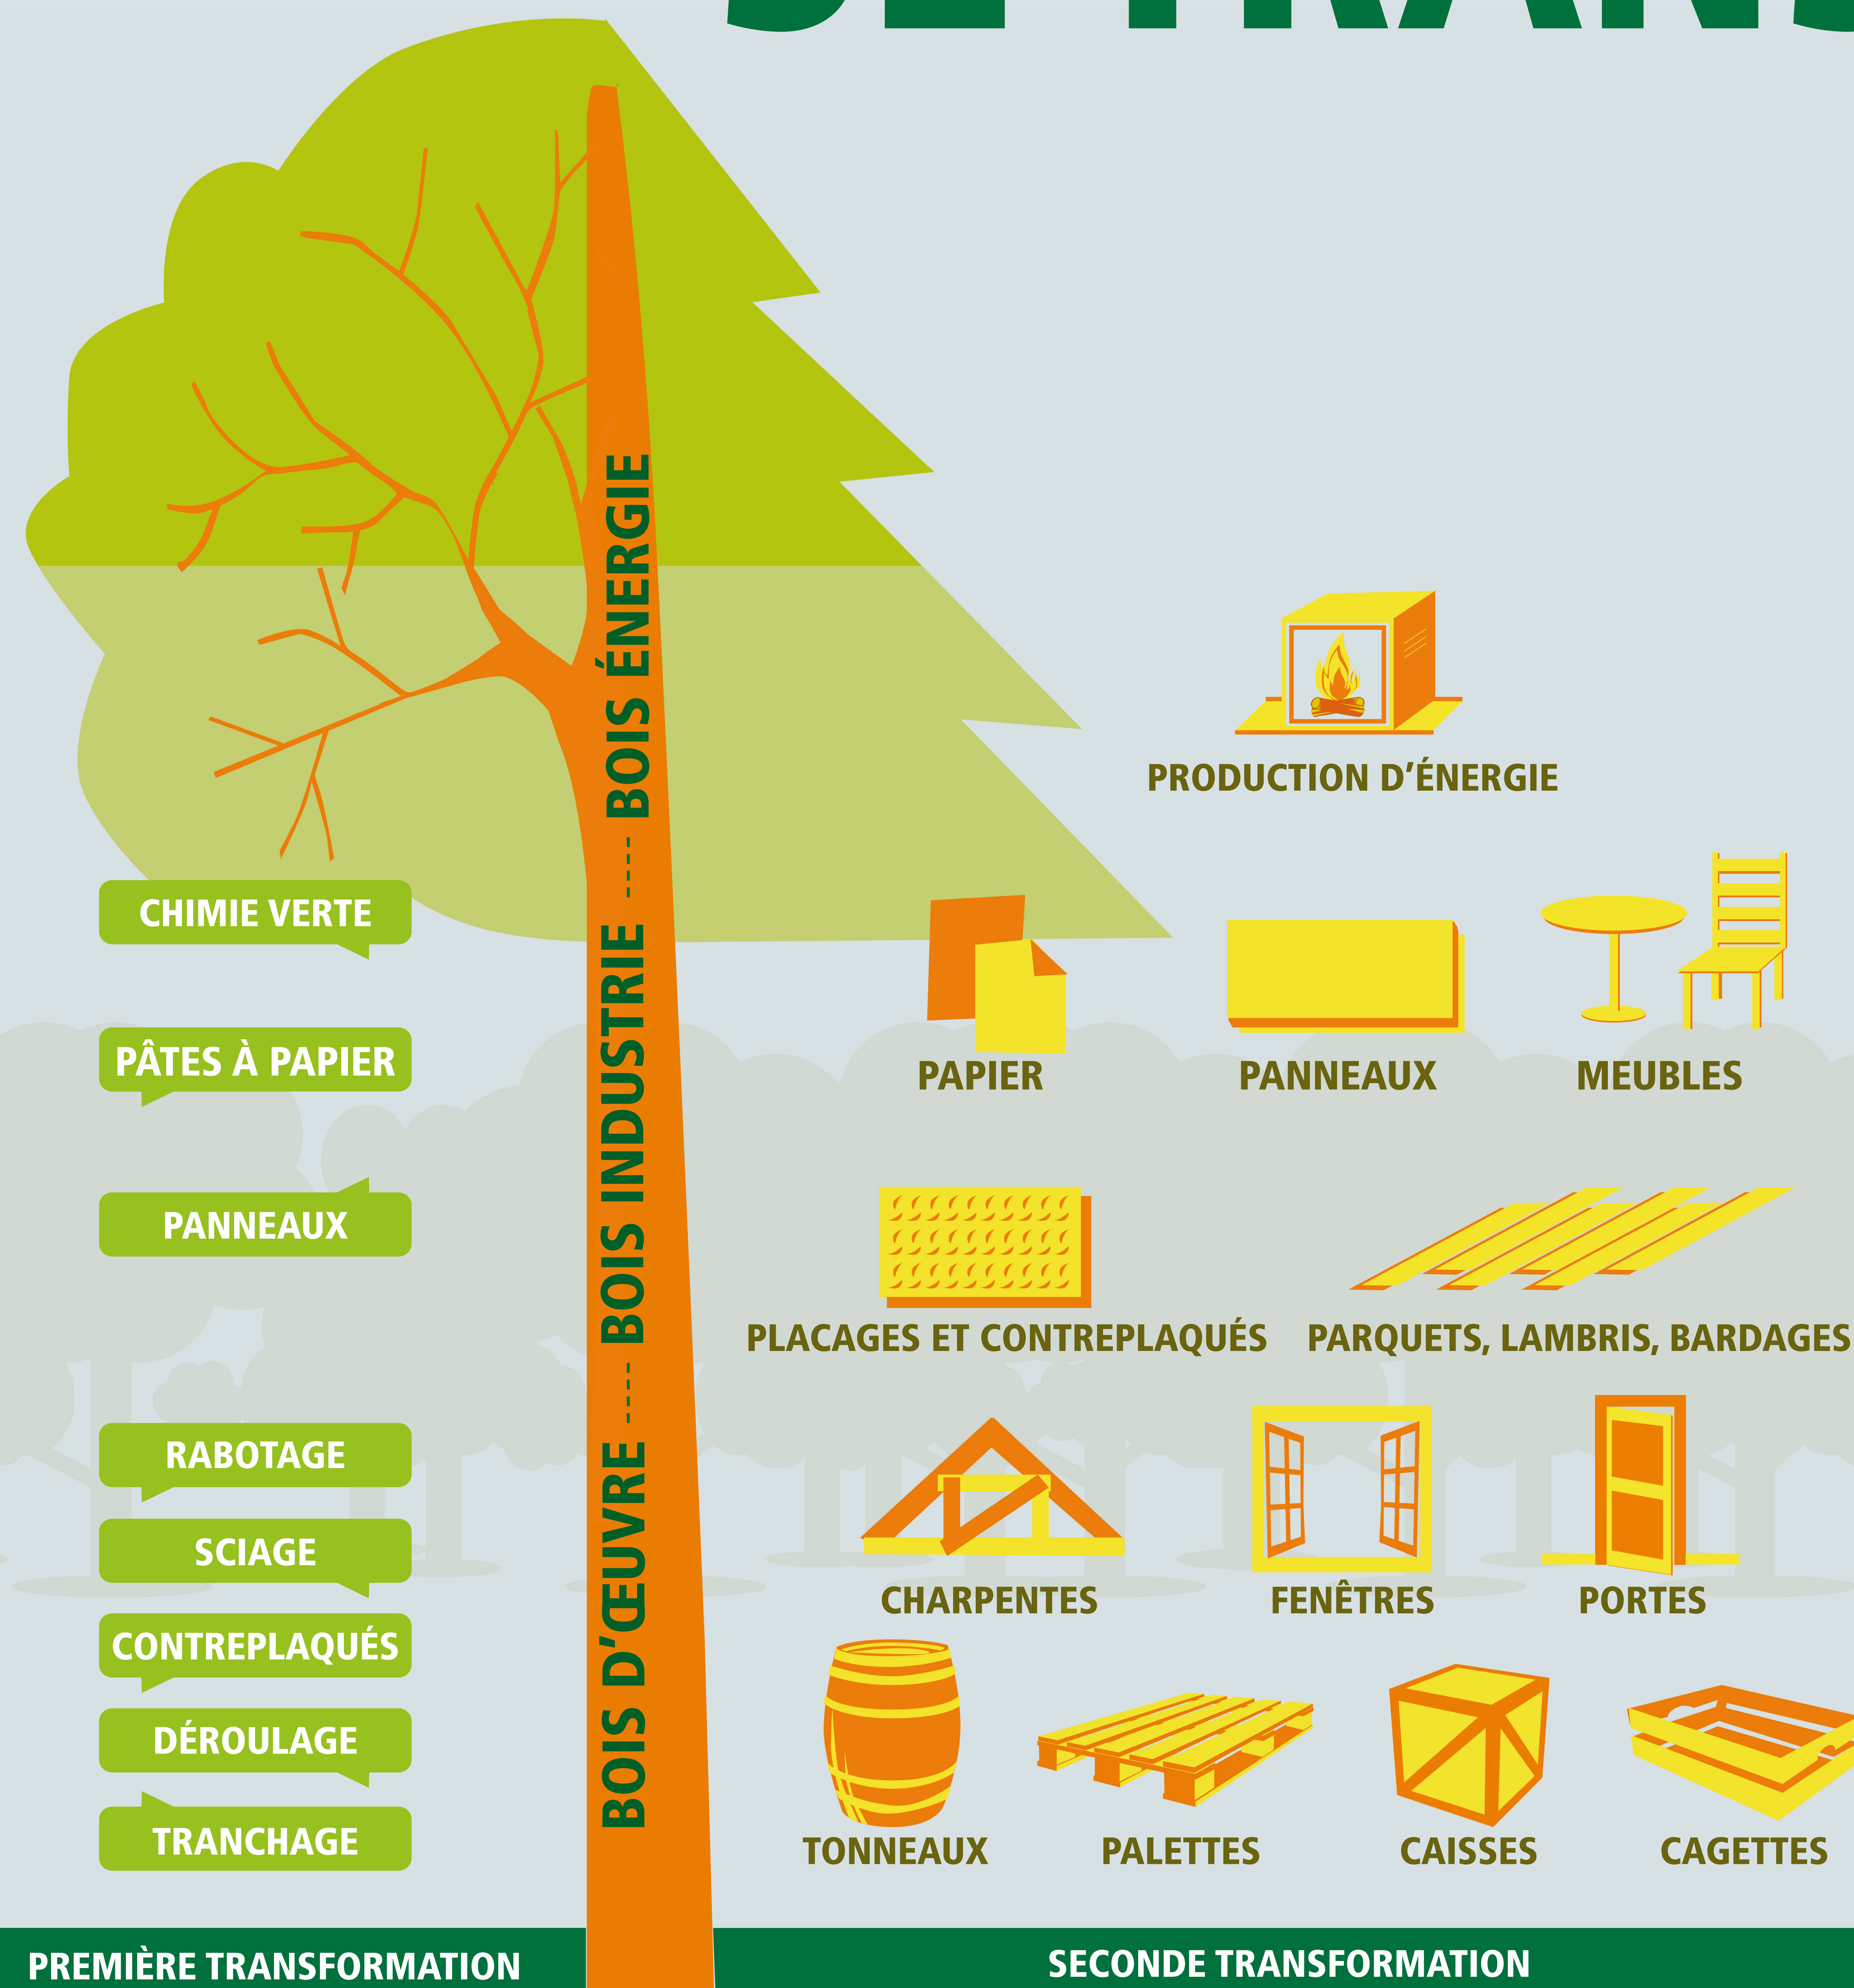 BOIS ÉNERGIE
BOIS INDUSTRIE
BOIS D'ŒUVRE
CHIMIE VERTE
PÂTES À PAPIER
PANNEAUX
RABOTAGE
SCIAGE
CONTREPLAQUÉS
DÉROULAGE
TRANCHAGE
PREMIÈRE TRANSFORMATION
PRODUCTION D'ÉNERGIE
PAPIER
PANNEAUX
MEUBLES
PLACAGES ET CONTREPLAQUÉS
PARQUETS, LAMBRIS, BARDAGES
CHARPENTES
FENÊTRES
PORTES
TONNEAUX
PALETTES
CAISSES
CAGETTES
SECONDE TRANSFORMATION